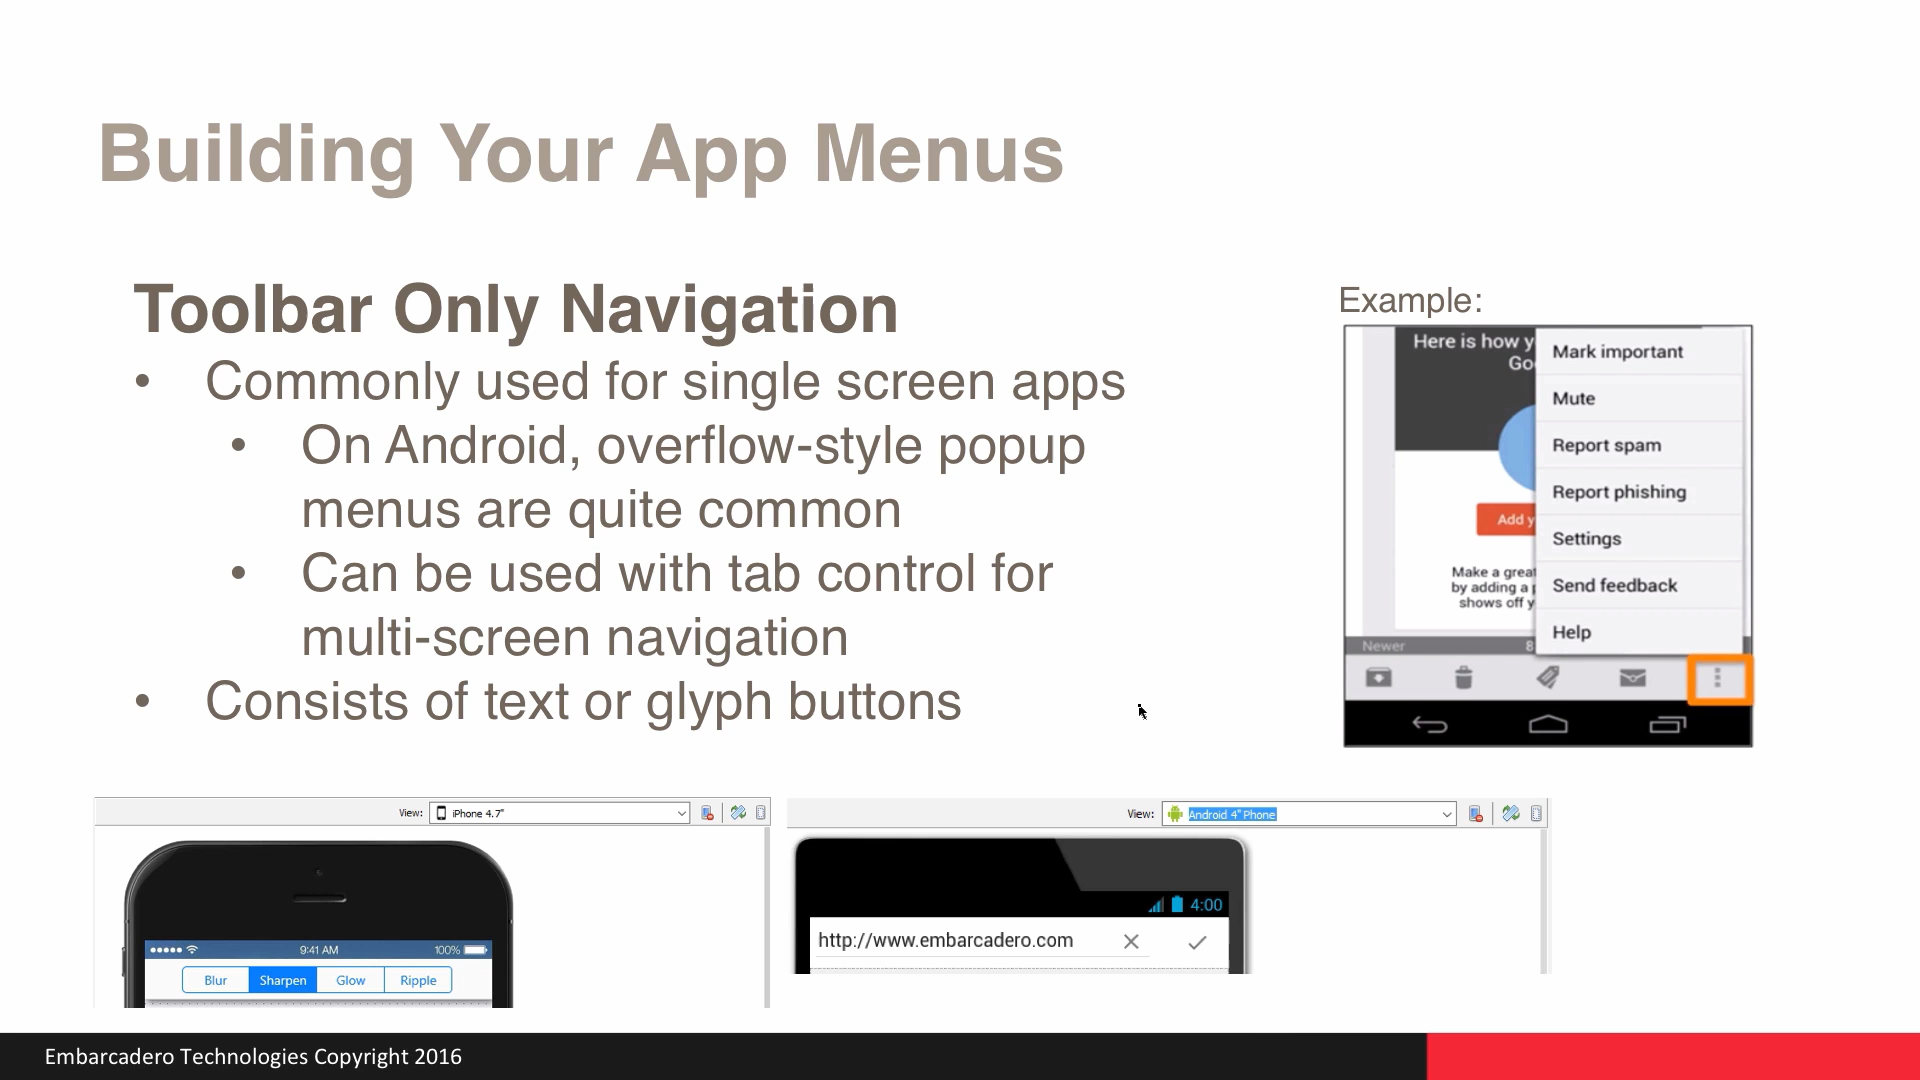 Building Your App Menus
Toolbar Only Navigation
• Commonly used for single screen apps
• On Android, overflow-style popup
menus are quite common
• Can be used with tab control for
multi-screen navigation
• Consists of text or glyph buttons
Example:
Here is how y
Goo
Mark important
Mute
Report spam
Report phishing
Settings
Send feedback
Help
Add y
Make a great
by adding a p
shows off y
Newer
8
View: iPhone 4.7"
9:41 AM 100%
Blur Sharpen Glow Ripple
View: Android 4" Phone
4:00
http://www.embarcadero.com
Embarcadero Technologies Copyright 2016